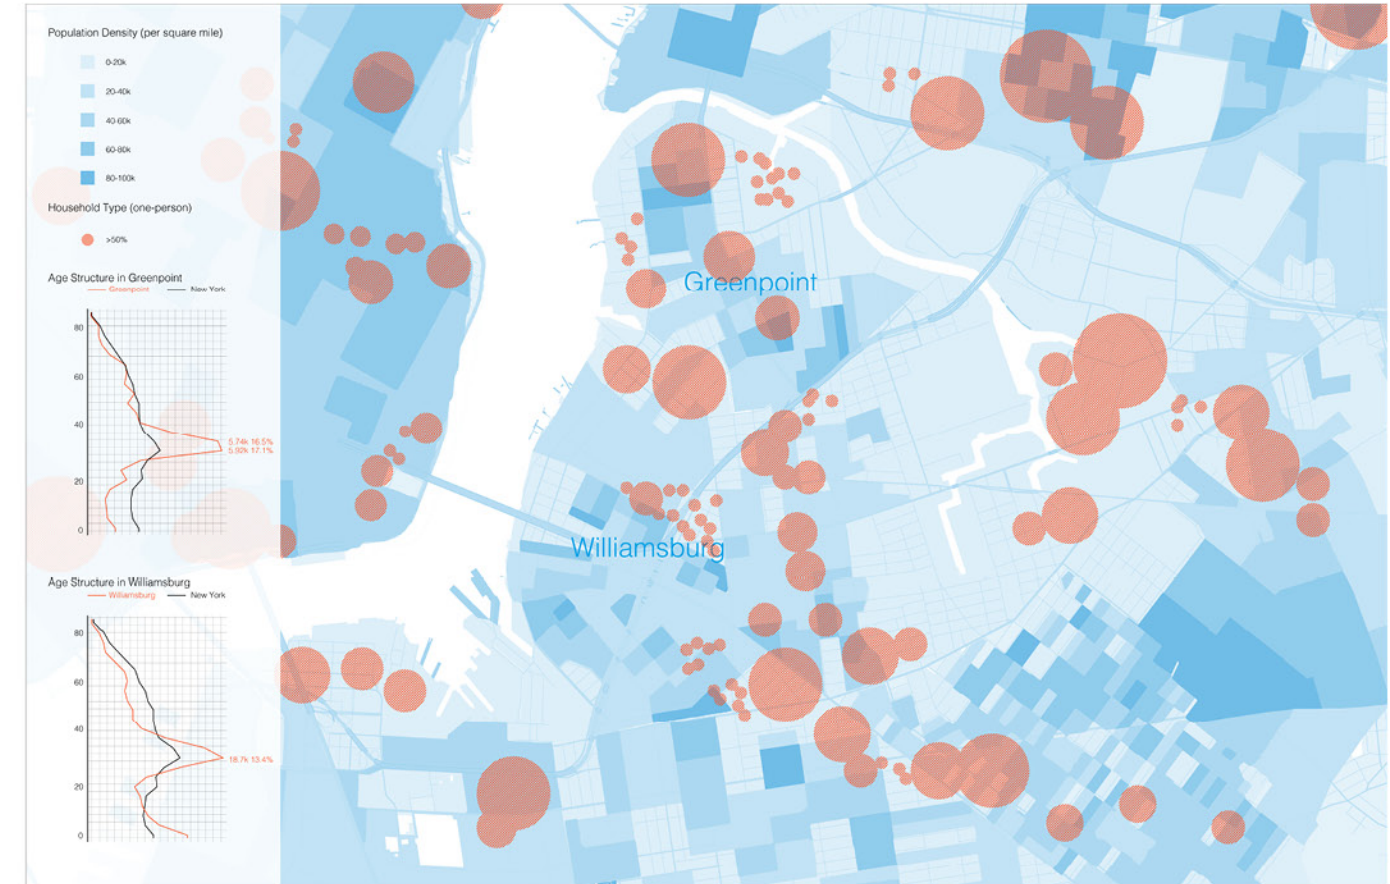 Population Density (per square mile)
0-20k
20-40k
40-60k
60-80k
80-100k
Household Type (one-person)
>50%
Age Structure in Greenpoint
Greenpoint New York
80
60
40
20
0
5.74k 16.5%
5.92k 17.1%
Age Structure in Williamsburg
Williamsburg New York
80
60
40
20
0
18.7k 13.4%
Greenpoint
Williamsburg